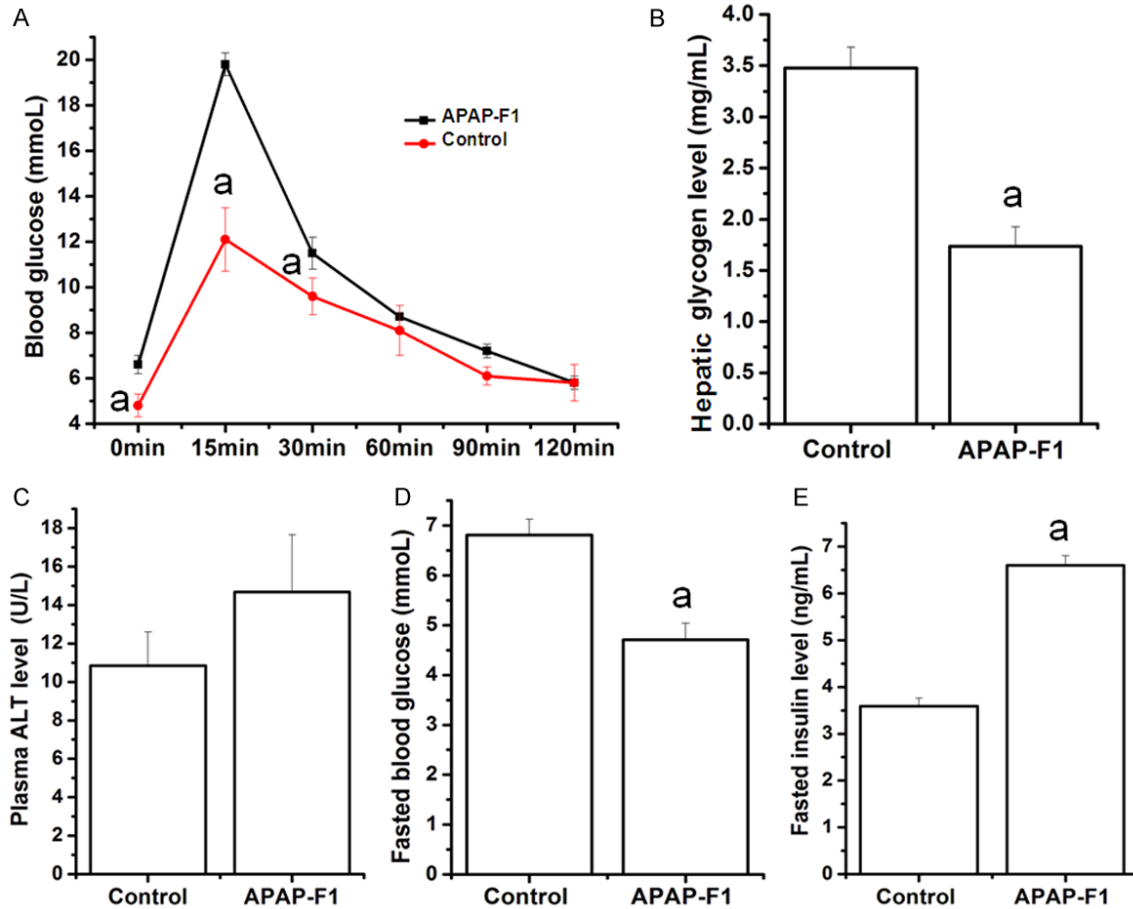 A
Blood glucose (mmoL)
20
18
16
14
12
10
8
6
4
APAP-F1
Control
a
a
a
0min 15min 30min 60min 90min 120min
B
Hepatic glycogen level (mg/mL)
4.0
3.5
3.0
2.5
2.0
1.5
1.0
0.5
0.0
a
Control APAP-F1
C
Plasma ALT level (U/L)
18
16
14
12
10
8
6
4
2
0
Control APAP-F1
D
Fasted blood glucose (mmoL)
7
6
5
4
3
2
1
0
a
Control APAP-F1
E
Fasted insulin level (ng/mL)
7
6
5
4
3
2
1
0
a
Control APAP-F1